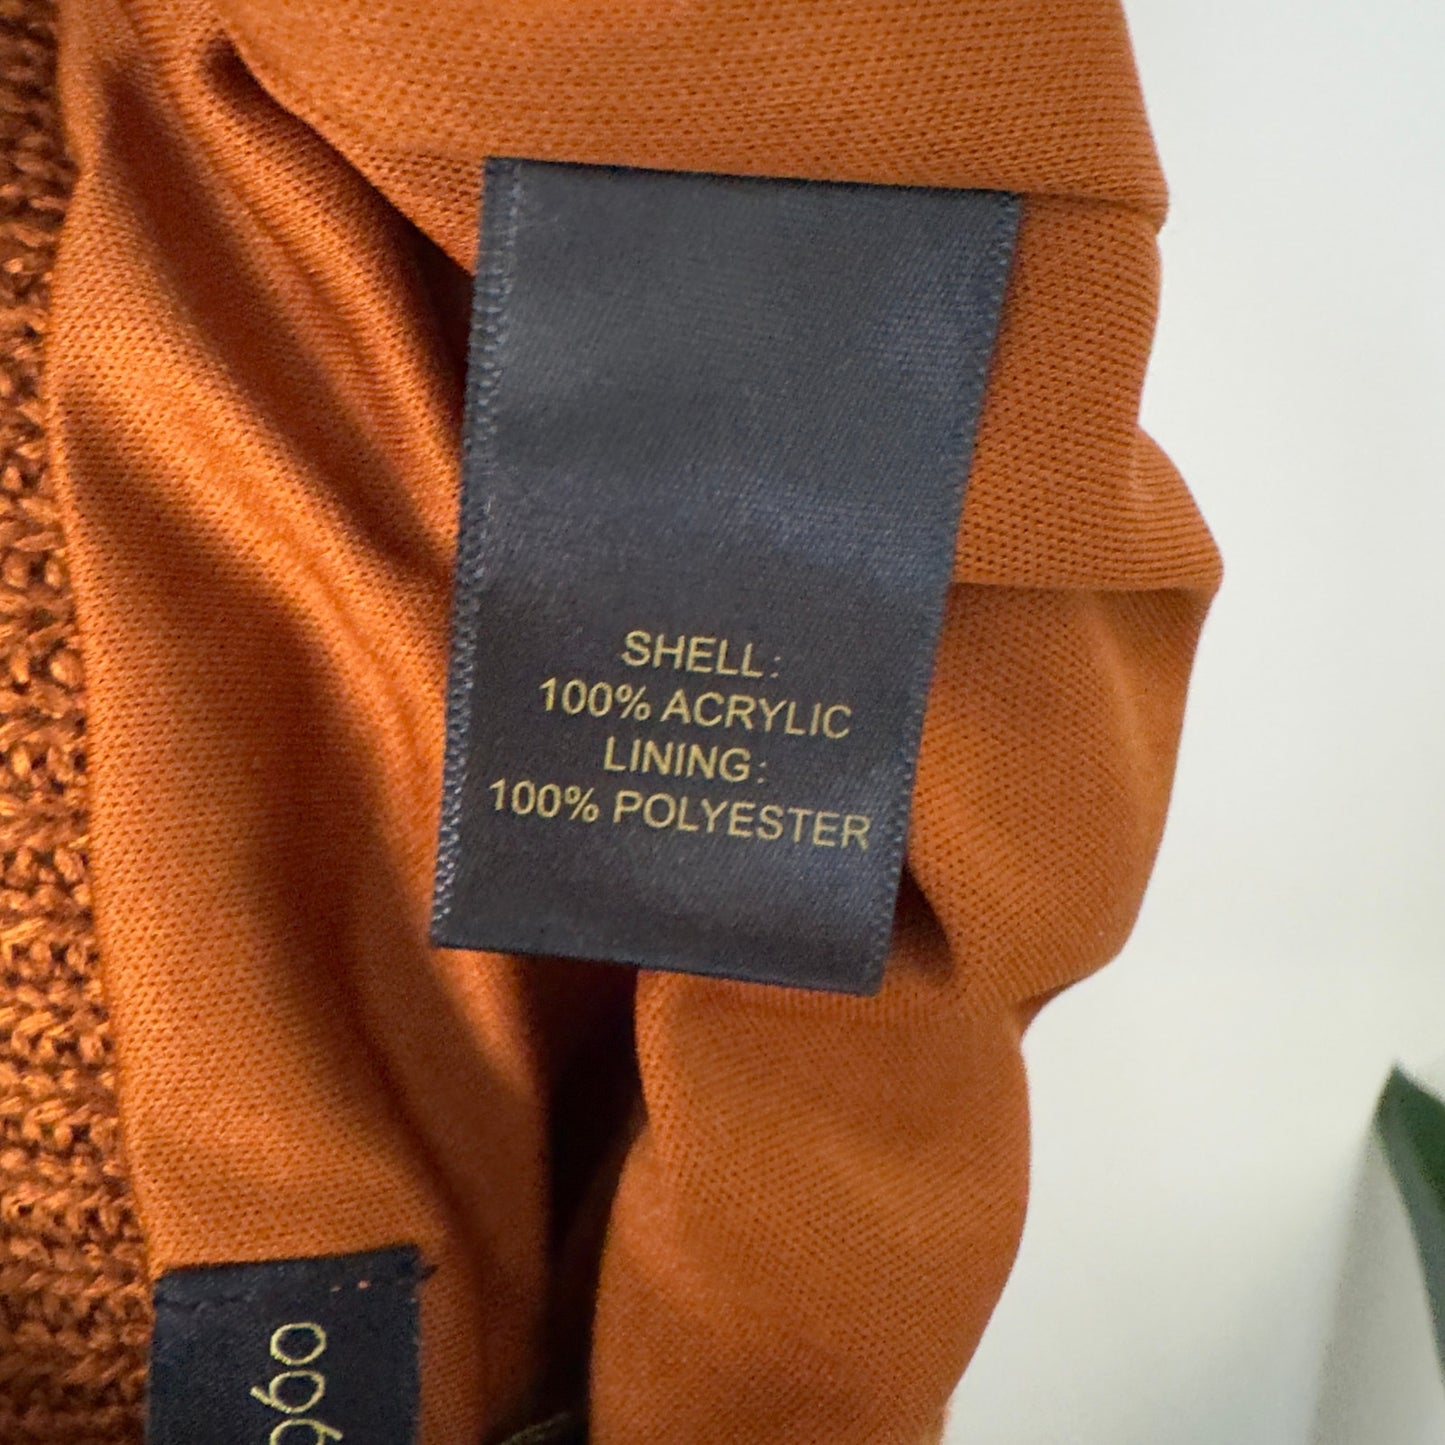 SHELL:
100% ACRYLIC
LINING:
100% POLYESTER